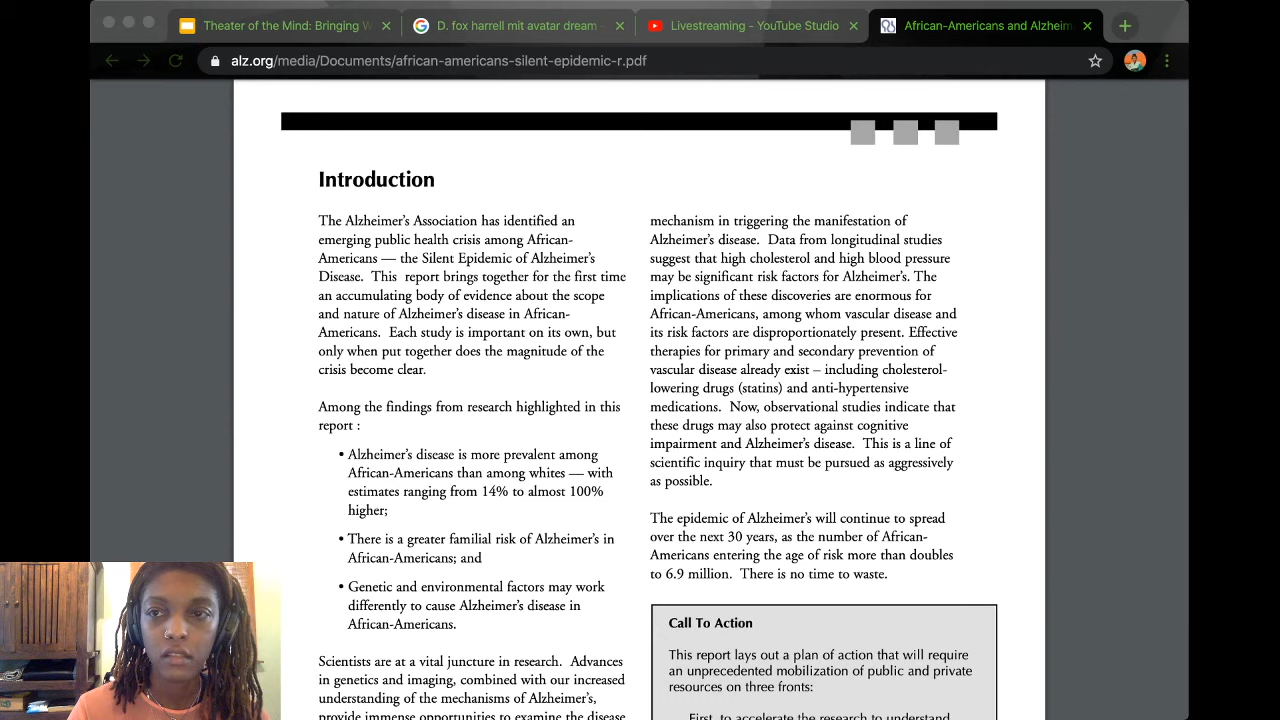 Theater of the Mind: Bringing W
D. fox harrell mit avatar dream -
Livestreaming - YouTube Studio
African-Americans and Alzheim
alz.org/media/Documents/african-americans-silent-epidemic-r.pdf
Introduction
The Alzheimer's Association has identified an
emerging public health crisis among African-
Americans — the Silent Epidemic of Alzheimer's
Disease.  This  report brings together for the first time
an accumulating body of evidence about the scope
and nature of Alzheimer's disease in African-
Americans.  Each study is important on its own, but
only when put together does the magnitude of the
crisis become clear.
Among the findings from research highlighted in this
report :
• Alzheimer's disease is more prevalent among
African-Americans than among whites — with
estimates ranging from 14% to almost 100%
higher;
• There is a greater familial risk of Alzheimer's in
African-Americans; and
• Genetic and environmental factors may work
differently to cause Alzheimer's disease in
African-Americans.
Scientists are at a vital juncture in research.  Advances
in genetics and imaging, combined with our increased
understanding of the mechanisms of Alzheimer's,
provide immense opportunities to examine the disease
mechanism in triggering the manifestation of
Alzheimer's disease.  Data from longitudinal studies
suggest that high cholesterol and high blood pressure
may be significant risk factors for Alzheimer's. The
implications of these discoveries are enormous for
African-Americans, among whom vascular disease and
its risk factors are disproportionately present. Effective
therapies for primary and secondary prevention of
vascular disease already exist – including cholesterol-
lowering drugs (statins) and anti-hypertensive
medications.  Now, observational studies indicate that
these drugs may also protect against cognitive
impairment and Alzheimer's disease.  This is a line of
scientific inquiry that must be pursued as aggressively
as possible.
The epidemic of Alzheimer's will continue to spread
over the next 30 years, as the number of African-
Americans entering the age of risk more than doubles
to 6.9 million.  There is no time to waste.
Call To Action
This report lays out a plan of action that will require
an unprecedented mobilization of public and private
resources on three fronts:
First, to accelerate the research to understand